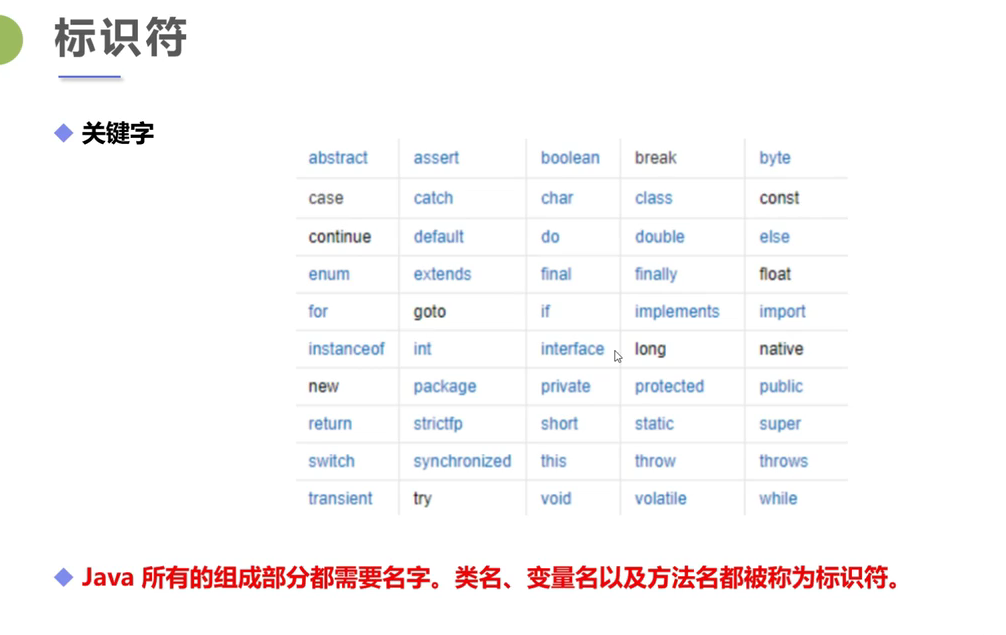 标识符
关键字
abstract assert boolean break byte
case catch char class const
continue default do double else
enum extends final finally float
for goto if implements import
instanceof int interface long native
new package private protected public
return strictfp short static super
switch synchronized this throw throws
transient try void volatile while
Java 所有的组成部分都需要名字。类名、变量名以及方法名都被称为标识符。